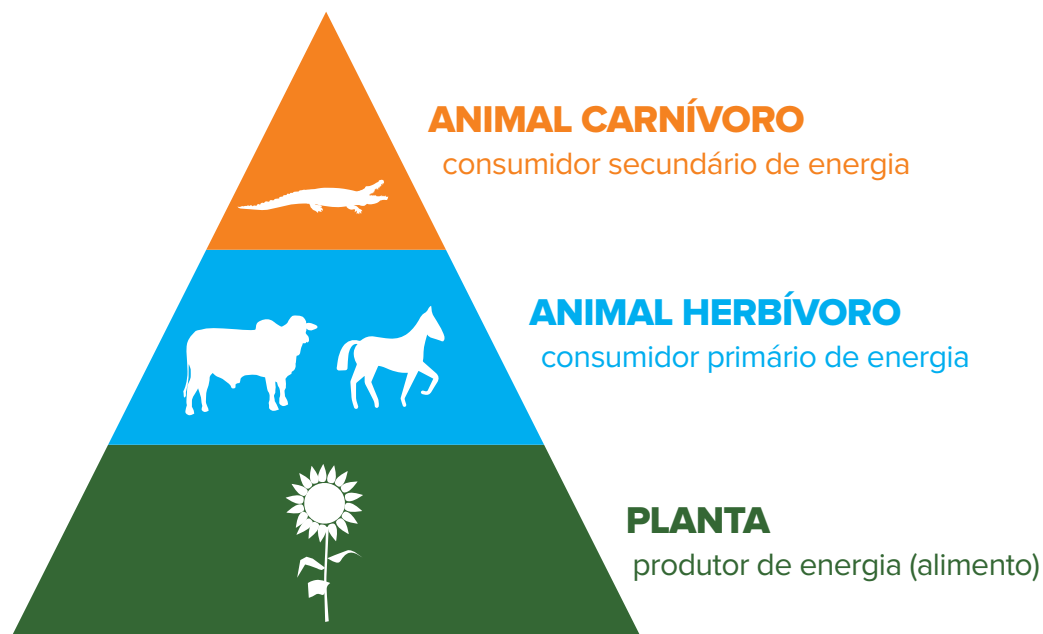 ANIMAL CARNÍVORO
consumidor secundário de energia
ANIMAL HERBÍVORO
consumidor primário de energia
PLANTA
produtor de energia (alimento)